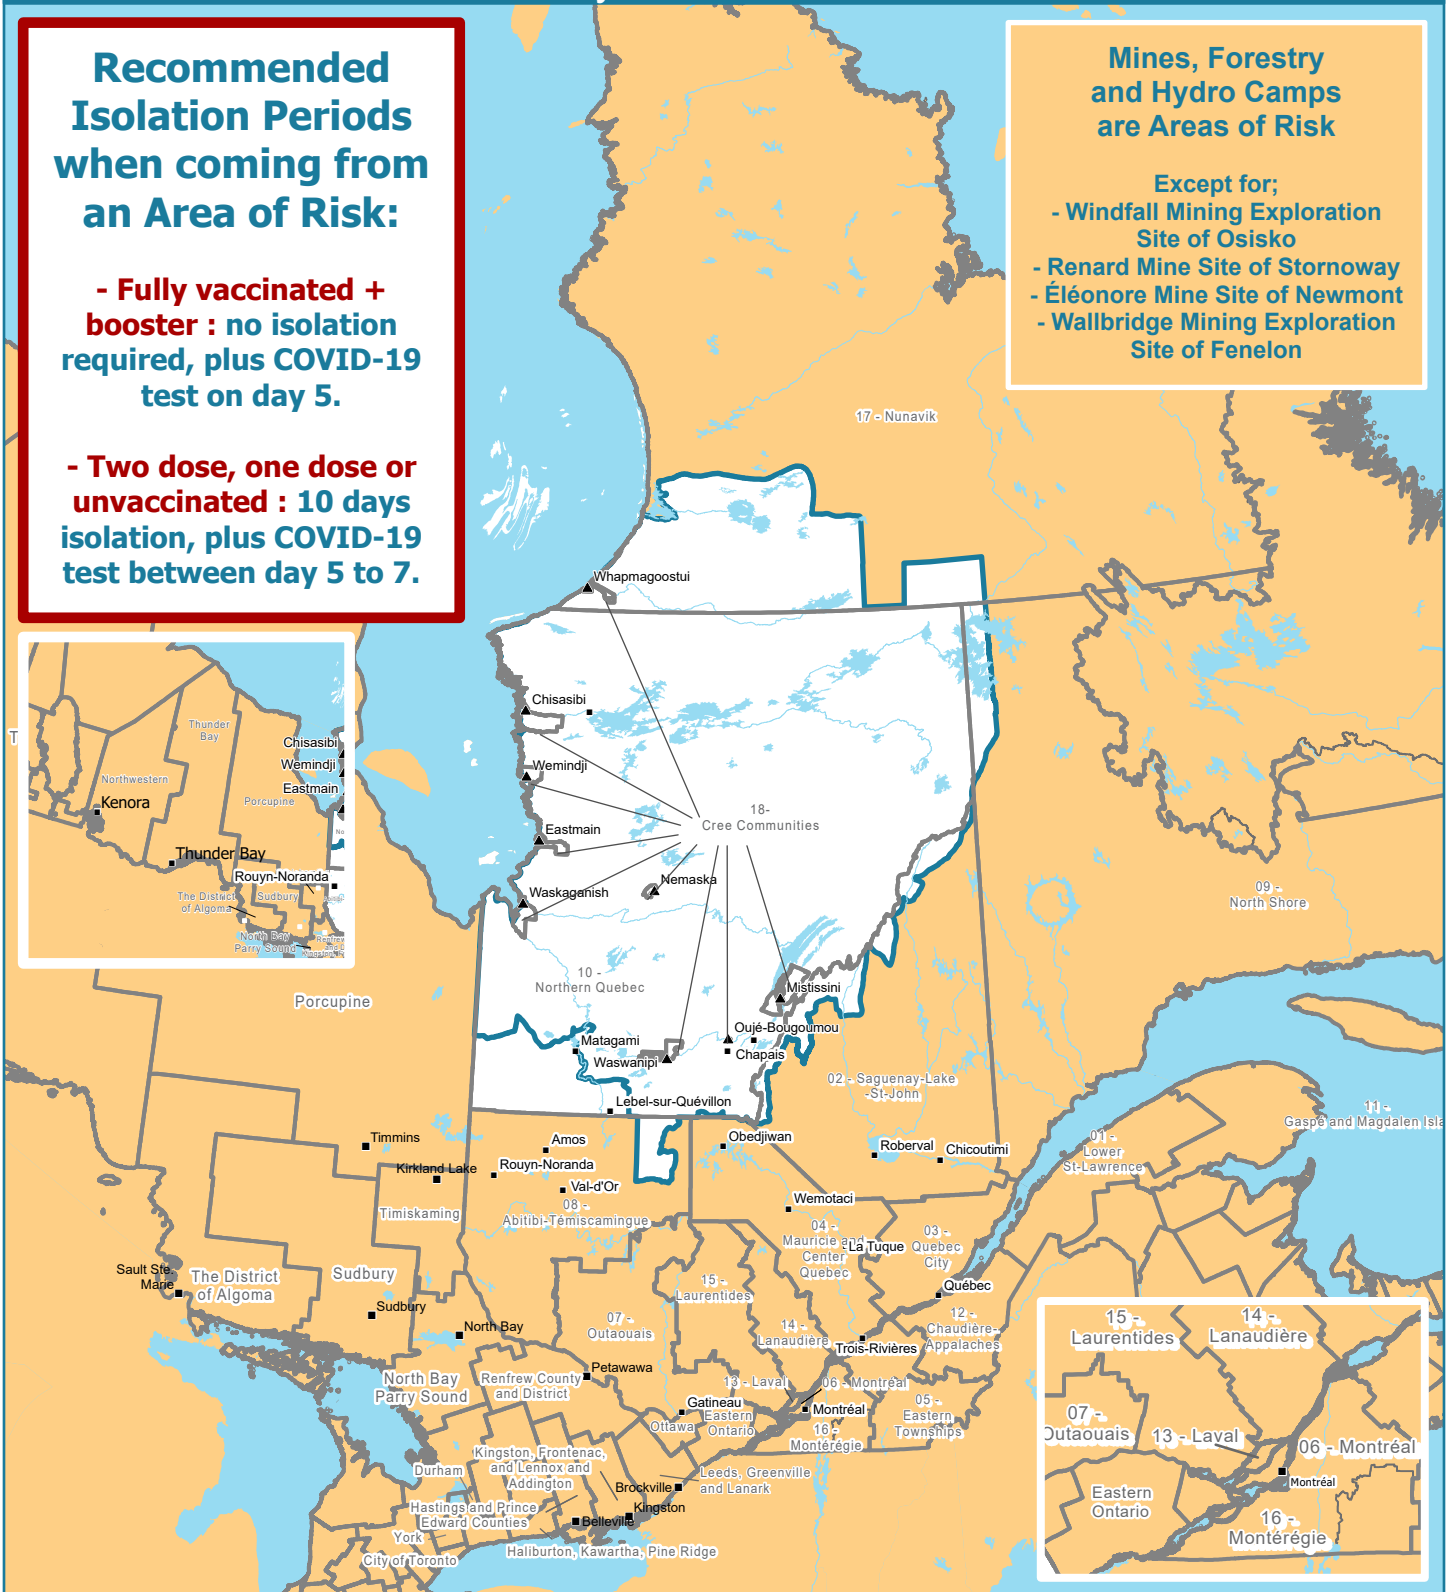 Recommended
Isolation Periods
when coming from
an Area of Risk:
- Fully vaccinated +
booster : no isolation
required, plus COVID-19
test on day 5.
- Two dose, one dose or
unvaccinated : 10 days
isolation, plus COVID-19
test between day 5 to 7.
Mines, Forestry
and Hydro Camps
are Areas of Risk
Except for;
- Windfall Mining Exploration
Site of Osisko
- Renard Mine Site of Stornoway
- Éléonore Mine Site of Newmont
- Wallbridge Mining Exploration
Site of Fenelon
17 - Nunavik
Whapmagoostui
Chisasibi
Wemindji
Eastmain
Waskaganish
Nemaska
18-
Cree Communities
10 -
Northern Quebec
Mistissini
Oujé-Bougoumou
Chapais
Waswanipi
Matagami
Lebel-sur-Quévillon
09 -
North Shore
02 - Saguenay-Lake
-St-John
Thunder
Bay
Northwestern
Kenora
Porcupine
Chisasibi
Wemindji
Eastmain
Thunder Bay
Rouyn-Noranda
The District
of Algoma
Sudbury
North Bay
Parry Sound
Porcupine
Timmins
Kirkland Lake
Timiskaming
Amos
Rouyn-Noranda
Val-d'Or
08 -
Abitibi-Témiscamingue
Obedjiwan
Roberval
Chicoutimi
Wemotaci
04 -
Mauricie and
Center
Quebec
La Tuque
03 -
Quebec
City
Québec
01 -
Lower
St-Lawrence
11 -
Gaspé and Magdalen Isla
Sault Ste.
Marie
The District
of Algoma
Sudbury
Sudbury
North Bay
North Bay
Parry Sound
07 -
Outaouais
15 -
Laurentides
14 -
Lanaudière
Trois-Rivières
12 -
Chaudière-
Appalaches
Petawawa
Renfrew County
and District
13 - Laval
06 - Montréal
Montréal
Gatineau
Ottawa
Eastern
Ontario
16 -
Montérégie
05 -
Eastern
Townships
Kingston, Frontenac,
and Lennox and
Addington
Leeds, Greenville
and Lanark
Durham
Brockville
Kingston
Hastings and Prince
Edward Counties
Belleville
York
City of Toronto
Haliburton, Kawartha, Pine Ridge
15 -
Laurentides
14 -
Lanaudière
07 -
Outaouais
13 - Laval
06 - Montréal
Montréal
Eastern
Ontario
16 -
Montérégie